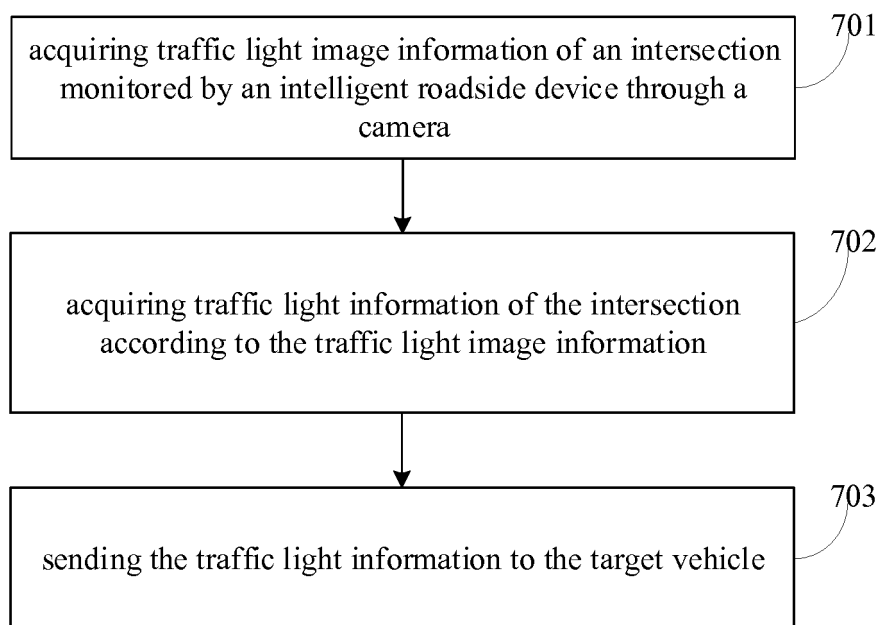 701
acquiring traffic light image information of an intersection
monitored by an intelligent roadside device through a
camera
702
acquiring traffic light information of the intersection
according to the traffic light image information
703
sending the traffic light information to the target vehicle